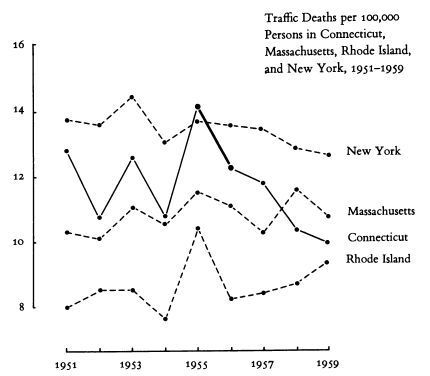 Traffic Deaths per 100,000
Persons in Connecticut,
Massachusetts, Rhode Island,
and New York, 1951–1959
16
14
12
10
8
New York
Massachusetts
Connecticut
Rhode Island
1951 1953 1955 1957 1959